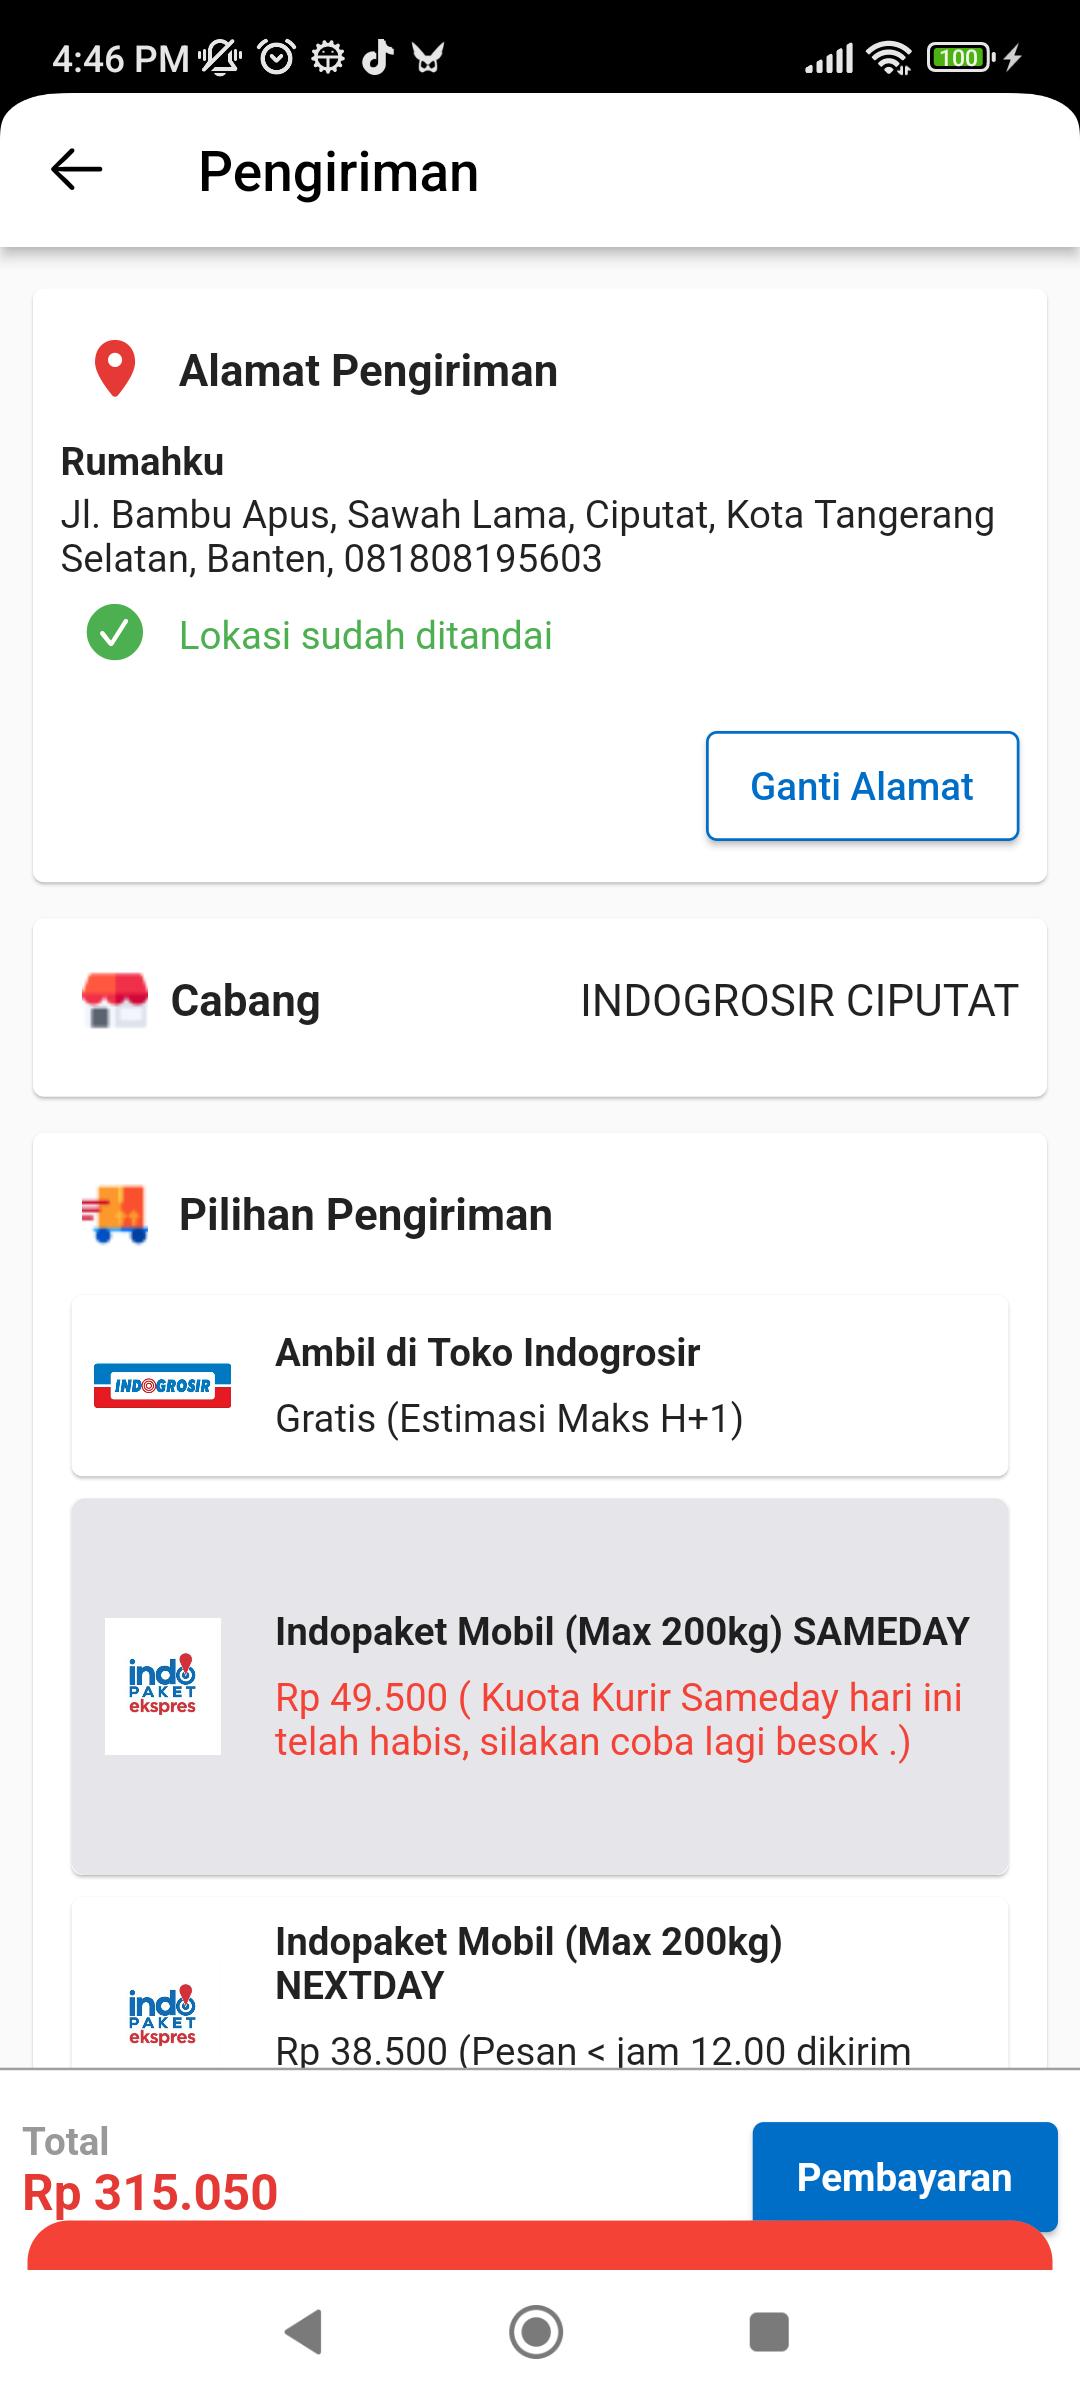 4:46 PM
100
Pengiriman
Alamat Pengiriman
Rumahku
Jl. Bambu Apus, Sawah Lama, Ciputat, Kota Tangerang
Selatan, Banten, 081808195603
Lokasi sudah ditandai
Ganti Alamat
Cabang
INDOGROSIR CIPUTAT
Pilihan Pengiriman
INDOGROSIR
Ambil di Toko Indogrosir
Gratis (Estimasi Maks H+1)
indo
PAKET
ekspres
Indopaket Mobil (Max 200kg) SAMEDAY
Rp 49.500 ( Kuota Kurir Sameday hari ini
telah habis, silakan coba lagi besok .)
indo
PAKET
ekspres
Indopaket Mobil (Max 200kg)
NEXTDAY
Rp 38.500 (Pesan < jam 12.00 dikirim
Total
Rp 315.050
Pembayaran